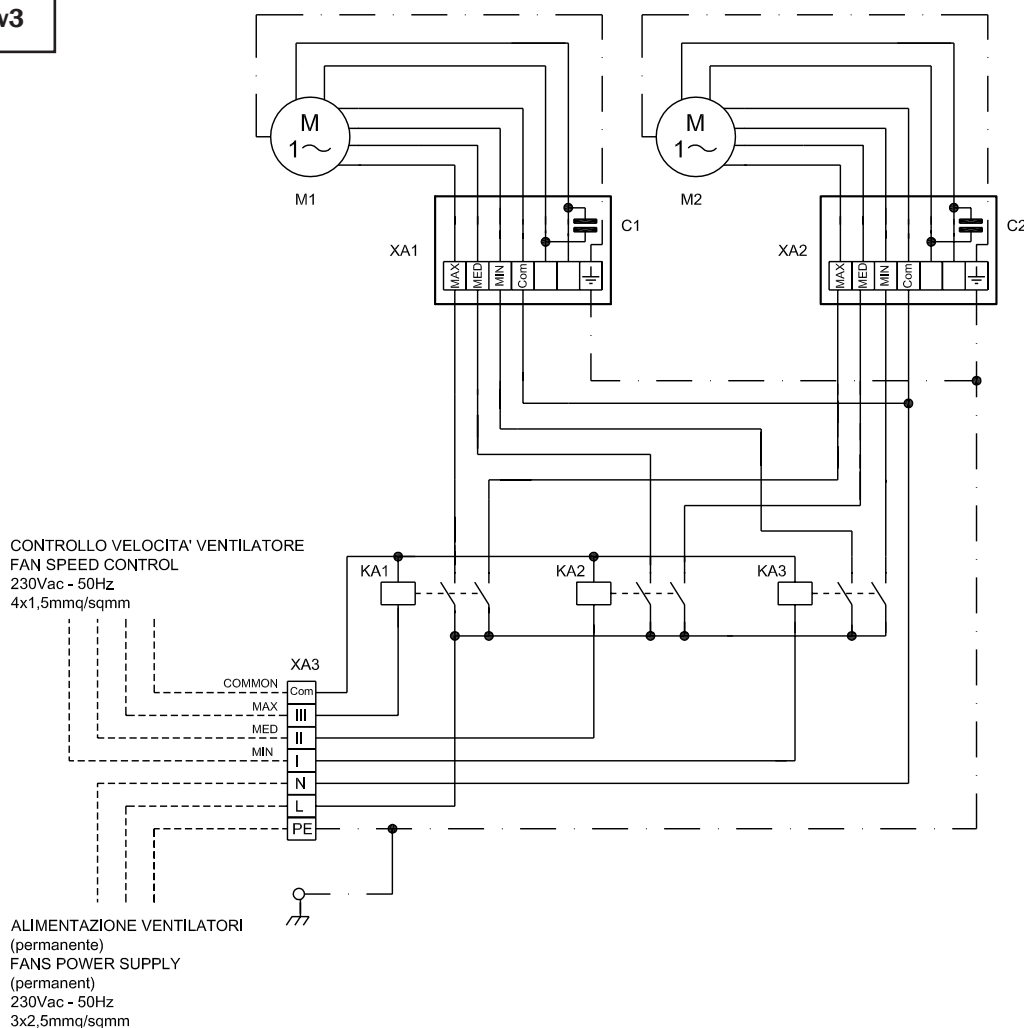 w3
M
1~
M1
M
1~
M2
XA1
C1
MAX
MED
MIN
Com
XA2
C2
MAX
MED
MIN
Com
CONTROLLO VELOCITA' VENTILATORE
FAN SPEED CONTROL
230Vac - 50Hz
4x1,5mmq/sqmm
KA1
KA2
KA3
XA3
COMMON
Com
MAX
III
MED
II
MIN
I
N
L
PE
ALIMENTAZIONE VENTILATORI
(permanente)
FANS POWER SUPPLY
(permanent)
230Vac - 50Hz
3x2,5mmq/sqmm